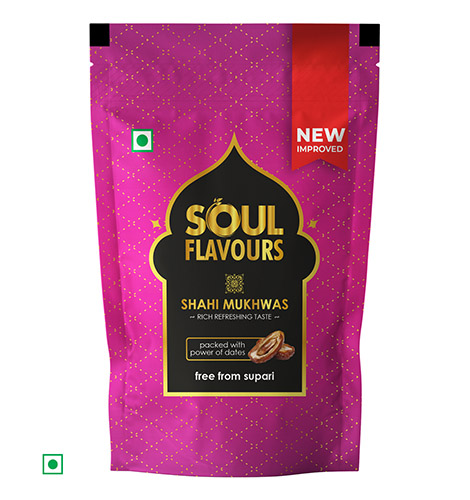 NEW
IMPROVED
SOUL
FLAVOURS
SHAHI MUKHWAS
~ RICH REFRESHING TASTE ~
packed with
power of dates
free from supari